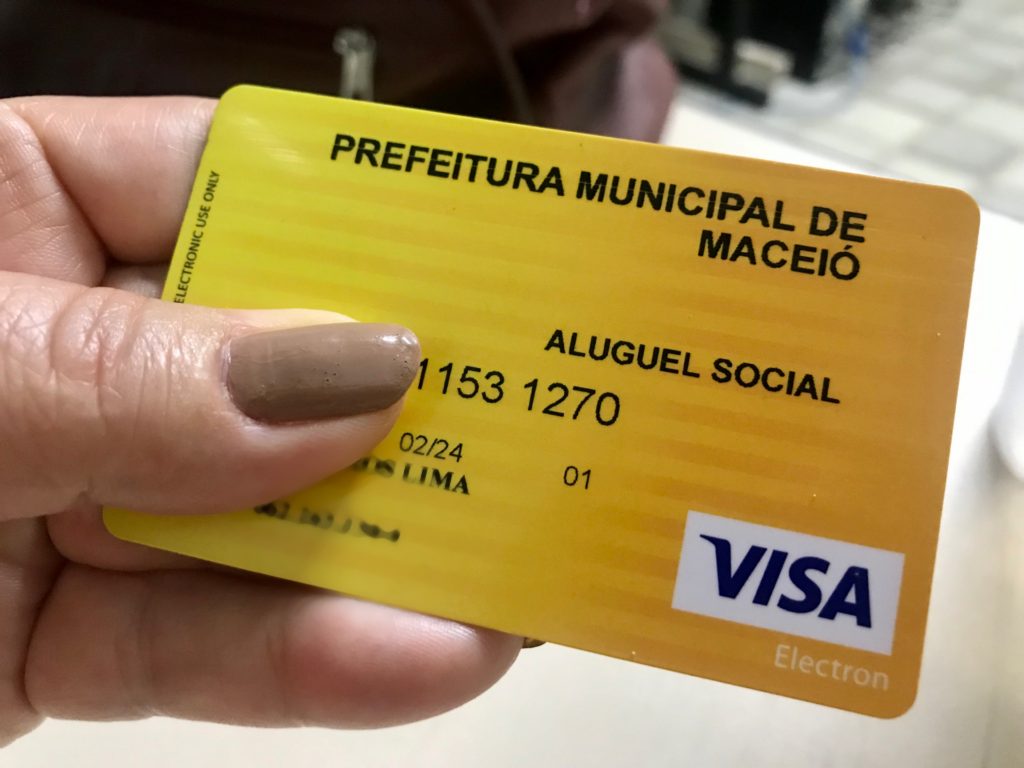 PREFEITURA MUNICIPAL DE
MACEIÓ
ELECTRONIC USE ONLY
ALUGUEL SOCIAL
1153 1270
02/24
01
LIMA
VISA
Electron